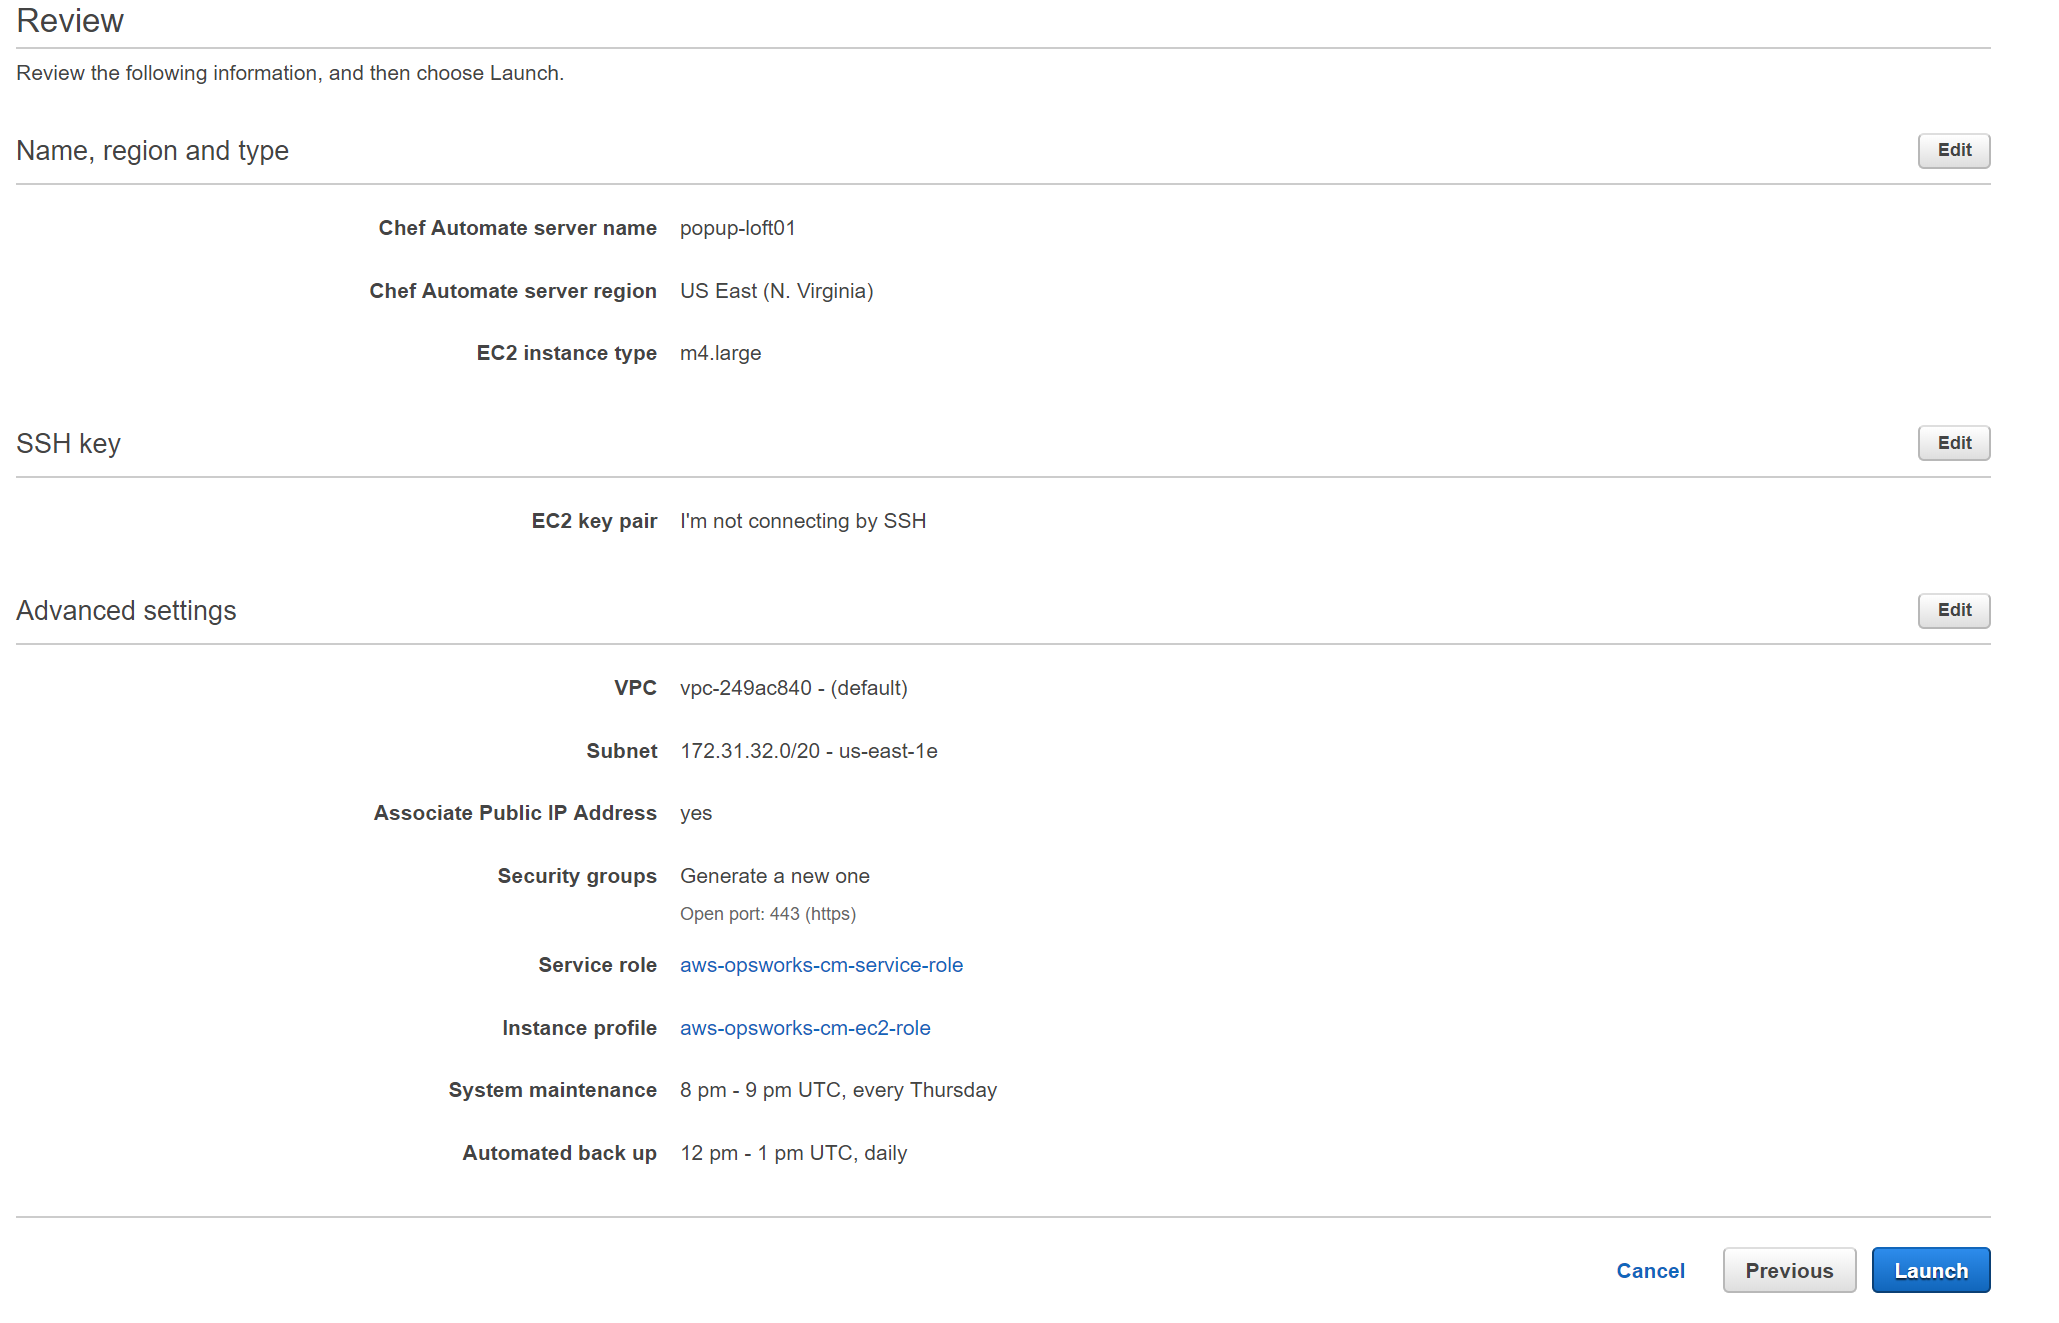 Review
Review the following information, and then choose Launch.
Name, region and type
Edit
Chef Automate server name popup-loft01
Chef Automate server region US East (N. Virginia)
EC2 instance type m4.large
SSH key
Edit
EC2 key pair I'm not connecting by SSH
Advanced settings
Edit
VPC vpc-249ac840 - (default)
Subnet 172.31.32.0/20 - us-east-1e
Associate Public IP Address yes
Security groups Generate a new one
Open port: 443 (https)
Service role aws-opsworks-cm-service-role
Instance profile aws-opsworks-cm-ec2-role
System maintenance 8 pm - 9 pm UTC, every Thursday
Automated back up 12 pm - 1 pm UTC, daily
Cancel Previous Launch